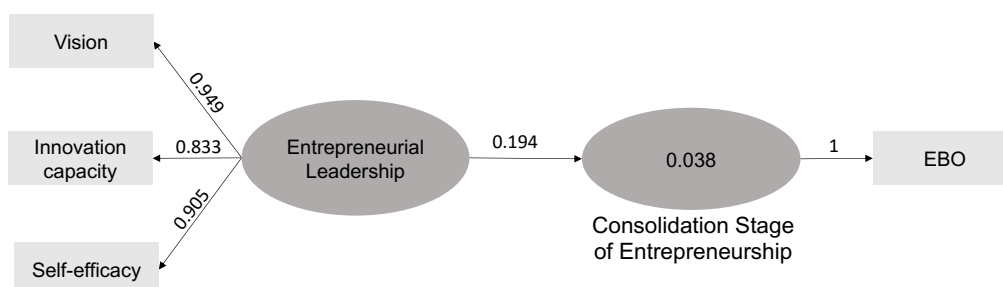 Vision
0.949
Innovation
capacity
0.833
Entrepreneurial
Leadership
0.194
0.038
1
EBO
0.905
Self-efficacy
Consolidation Stage
of Entrepreneurship